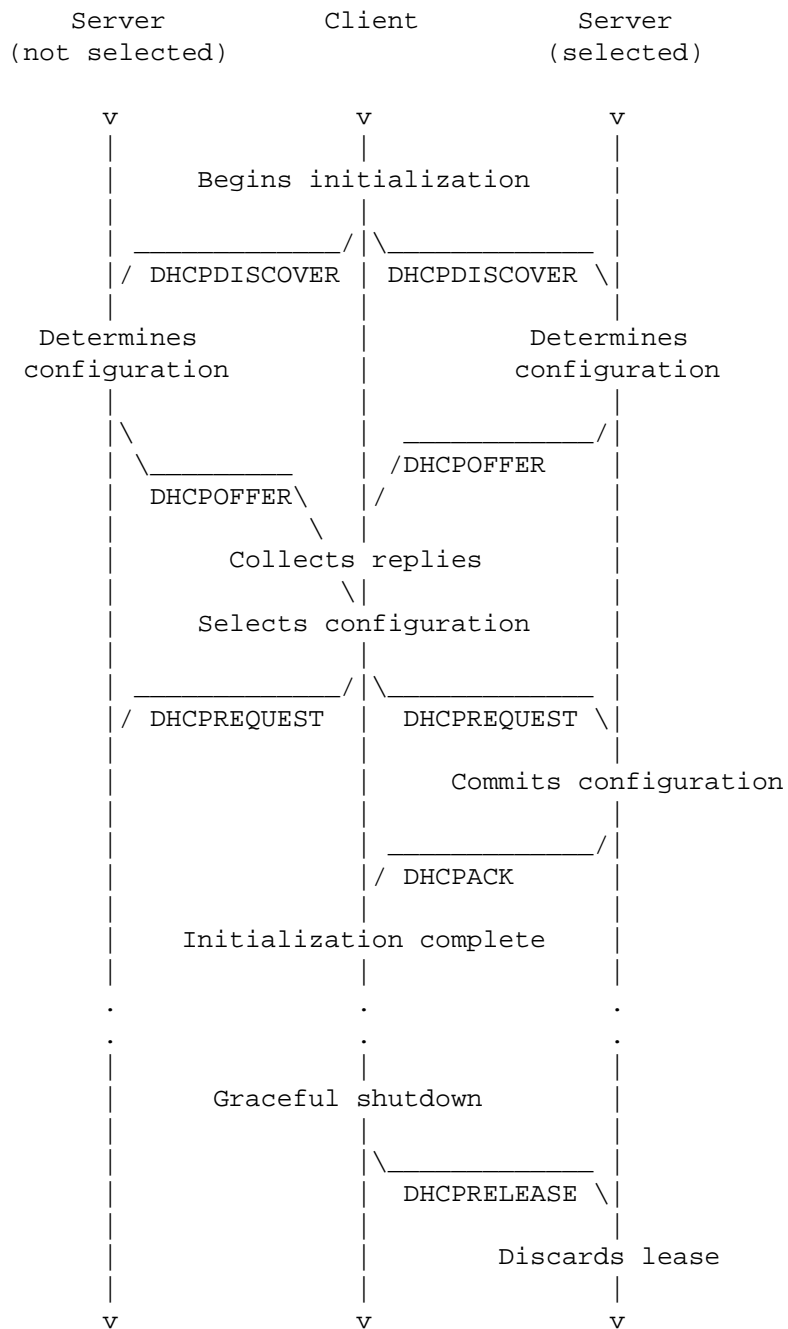 Server Client Server
(not selected) (selected)
v v v
Begins initialization
DHCPDISCOVER DHCPDISCOVER
Determines Determines
configuration configuration
DHCPOFFER
DHCPOFFER
Collects replies
Selects configuration
DHCPREQUEST DHCPREQUEST
Commits configuration
DHCPACK
Initialization complete
. . .
. . .
Graceful shutdown
DHCPRELEASE
Discards lease
v v v